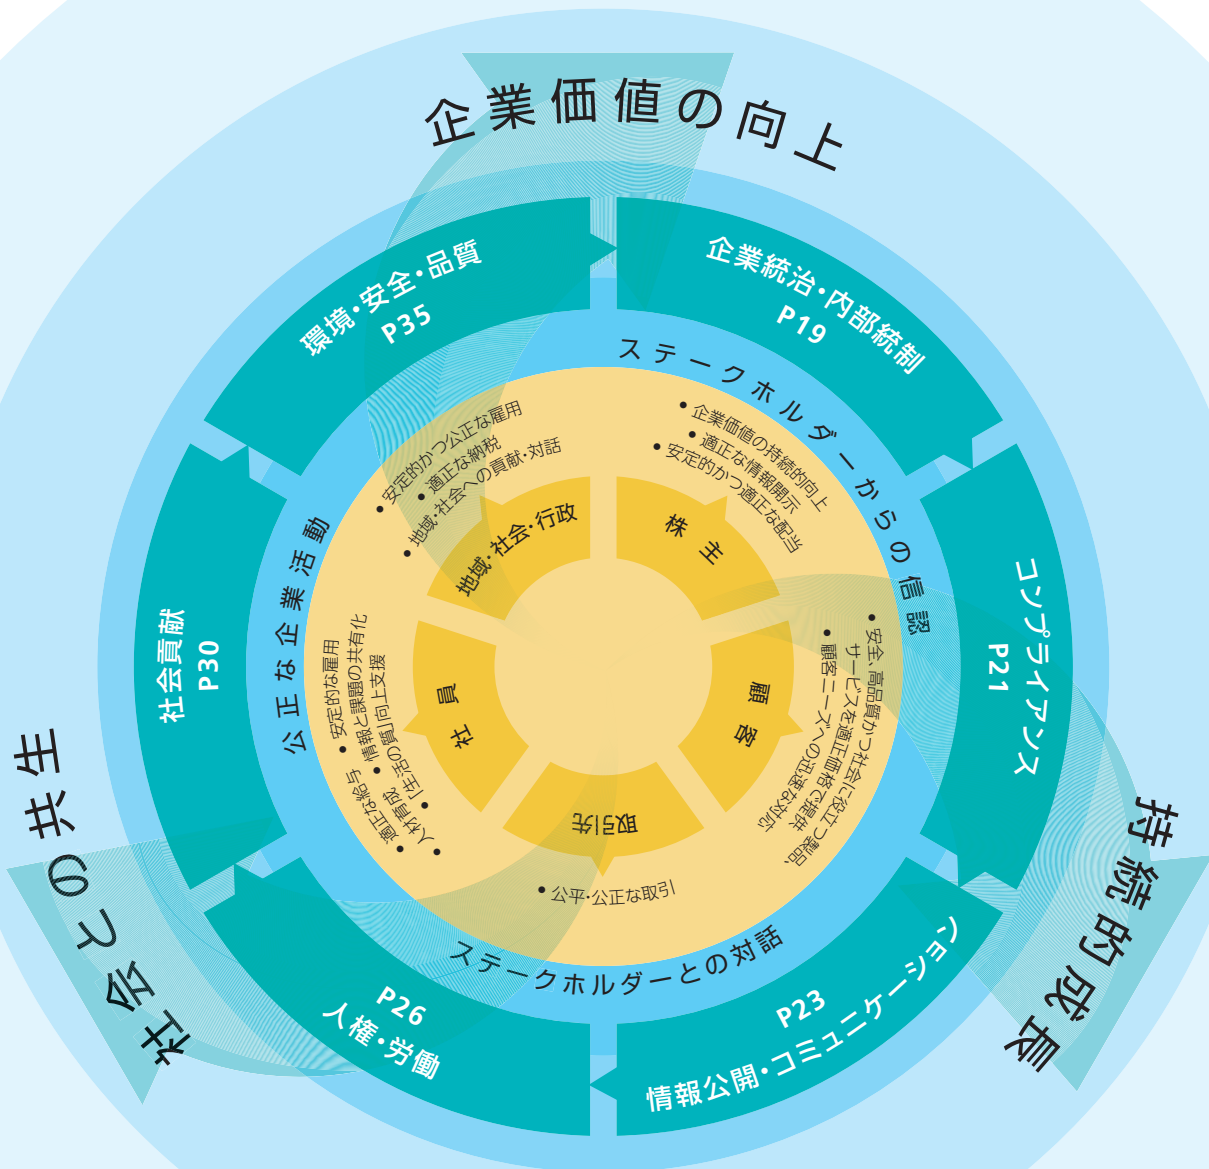 企業価値の向上
持続的成長
社会との共生
企業統治・内部統制
P19
コンプライアンス
P21
P23
情報公開・コミュニケーション
P26
人権・労働
社会貢献
P30
環境・安全・品質
P35
ステークホルダーからの信認
ステークホルダーとの対話
公正な企業活動
• 企業価値の持続的向上
• 適正な情報開示
• 安定的かつ適正な配当
株主
• 安全、高品質かつ社会に役立つ製品、
サービスを適正価格で提供
• 顧客ニーズへの迅速な対応
顧客
取引先
• 公平・公正な取引
• 適正な給与 • 安定的な雇用
• 人材育成 • 情報と課題の共有化
• 「生活の質」向上支援
社員
• 安定的かつ公正な雇用
• 適正な納税
• 地域・社会への貢献・対話
地域・社会・行政